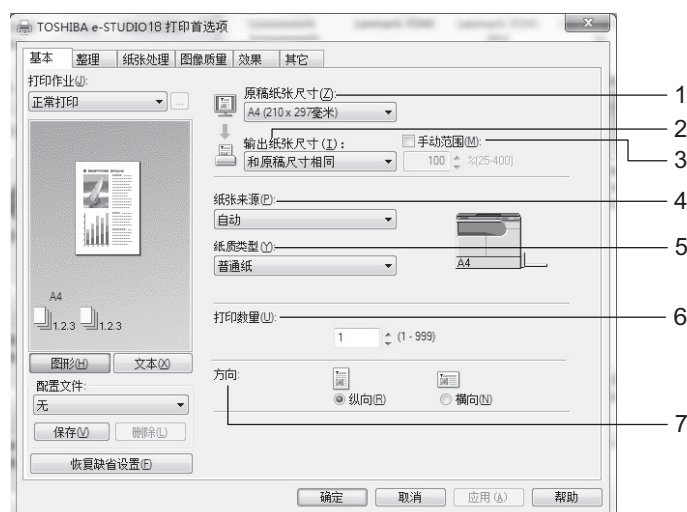 TOSHIBA e-STUDIO18 打印首选项
基本 整理 纸张处理 图像质量 效果 其它
打印作业(J):
正常打印
...
A4
1.2.3 1.2.3
图形(H) 文本(X)
配置文件:
无
保存(V) 删除(L)
恢复缺省设置(F)
原稿纸张尺寸(Z):
A4 (210 x 297毫米)
输出纸张尺寸(I):
和原稿尺寸相同
手动范围(M):
100 %(25-400)
纸张来源(P):
自动
纸质类型(Y):
普通纸
A4
打印数量(U):
1 (1 - 999)
方向:
纵向(R) 横向(N)
确定 取消 应用(A) 帮助
1
2
3
4
5
6
7